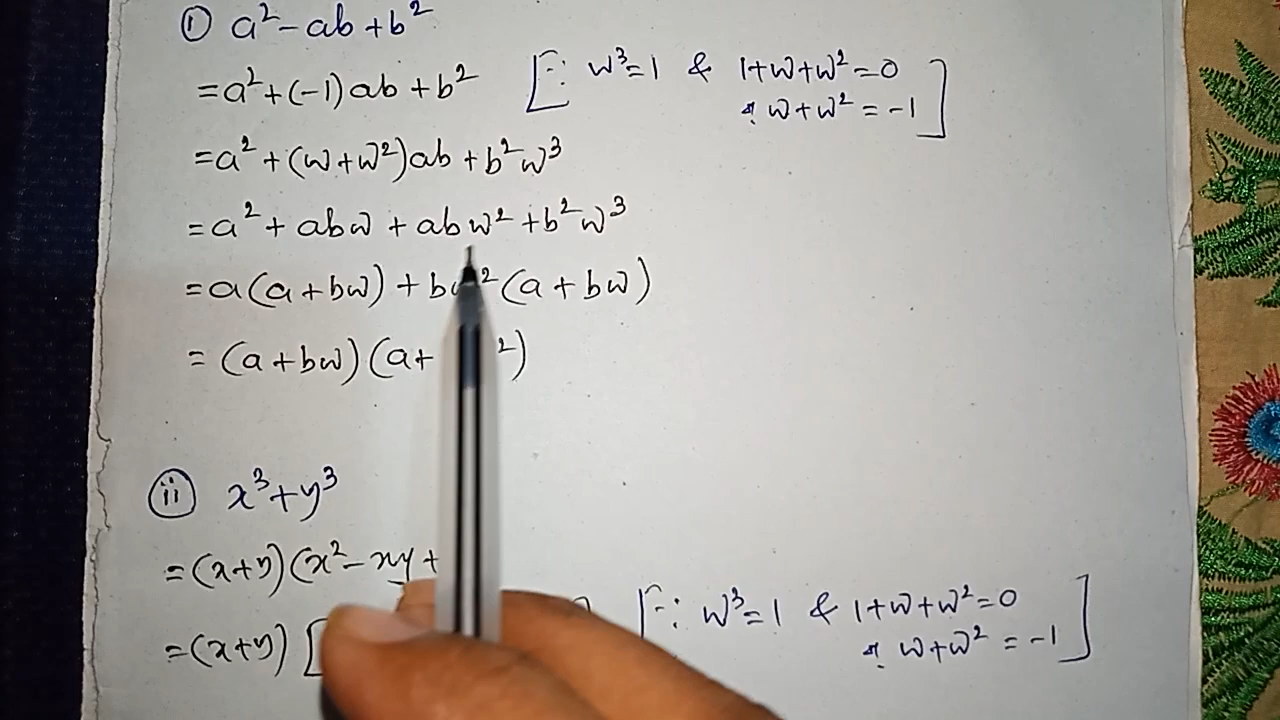 ① a² - ab + b²
= a² + (-1)ab + b² [∵ w³ = 1 & 1 + w + w² = 0
বা, w + w² = -1]
= a² + (w + w²)ab + b²w³
= a² + abw + abw² + b²w³
= a(a + bw) + bw²(a + bw)
= (a + bw)(a + ²)
ⓘⓘ x³ + y³
= (x + y)(x² - xy +
= (x + y)[ [∵ w³ = 1 & 1 + w + w² = 0
বা, w + w² = -1]